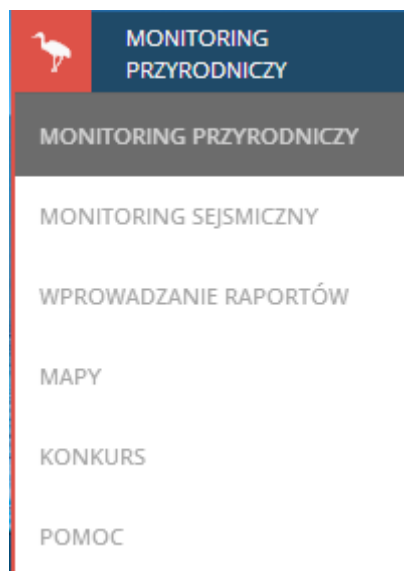 MONITORING
PRZYRODNICZY
MONITORING PRZYRODNICZY
MONITORING SEJSMICZNY
WPROWADZANIE RAPORTÓW
MAPY
KONKURS
POMOC